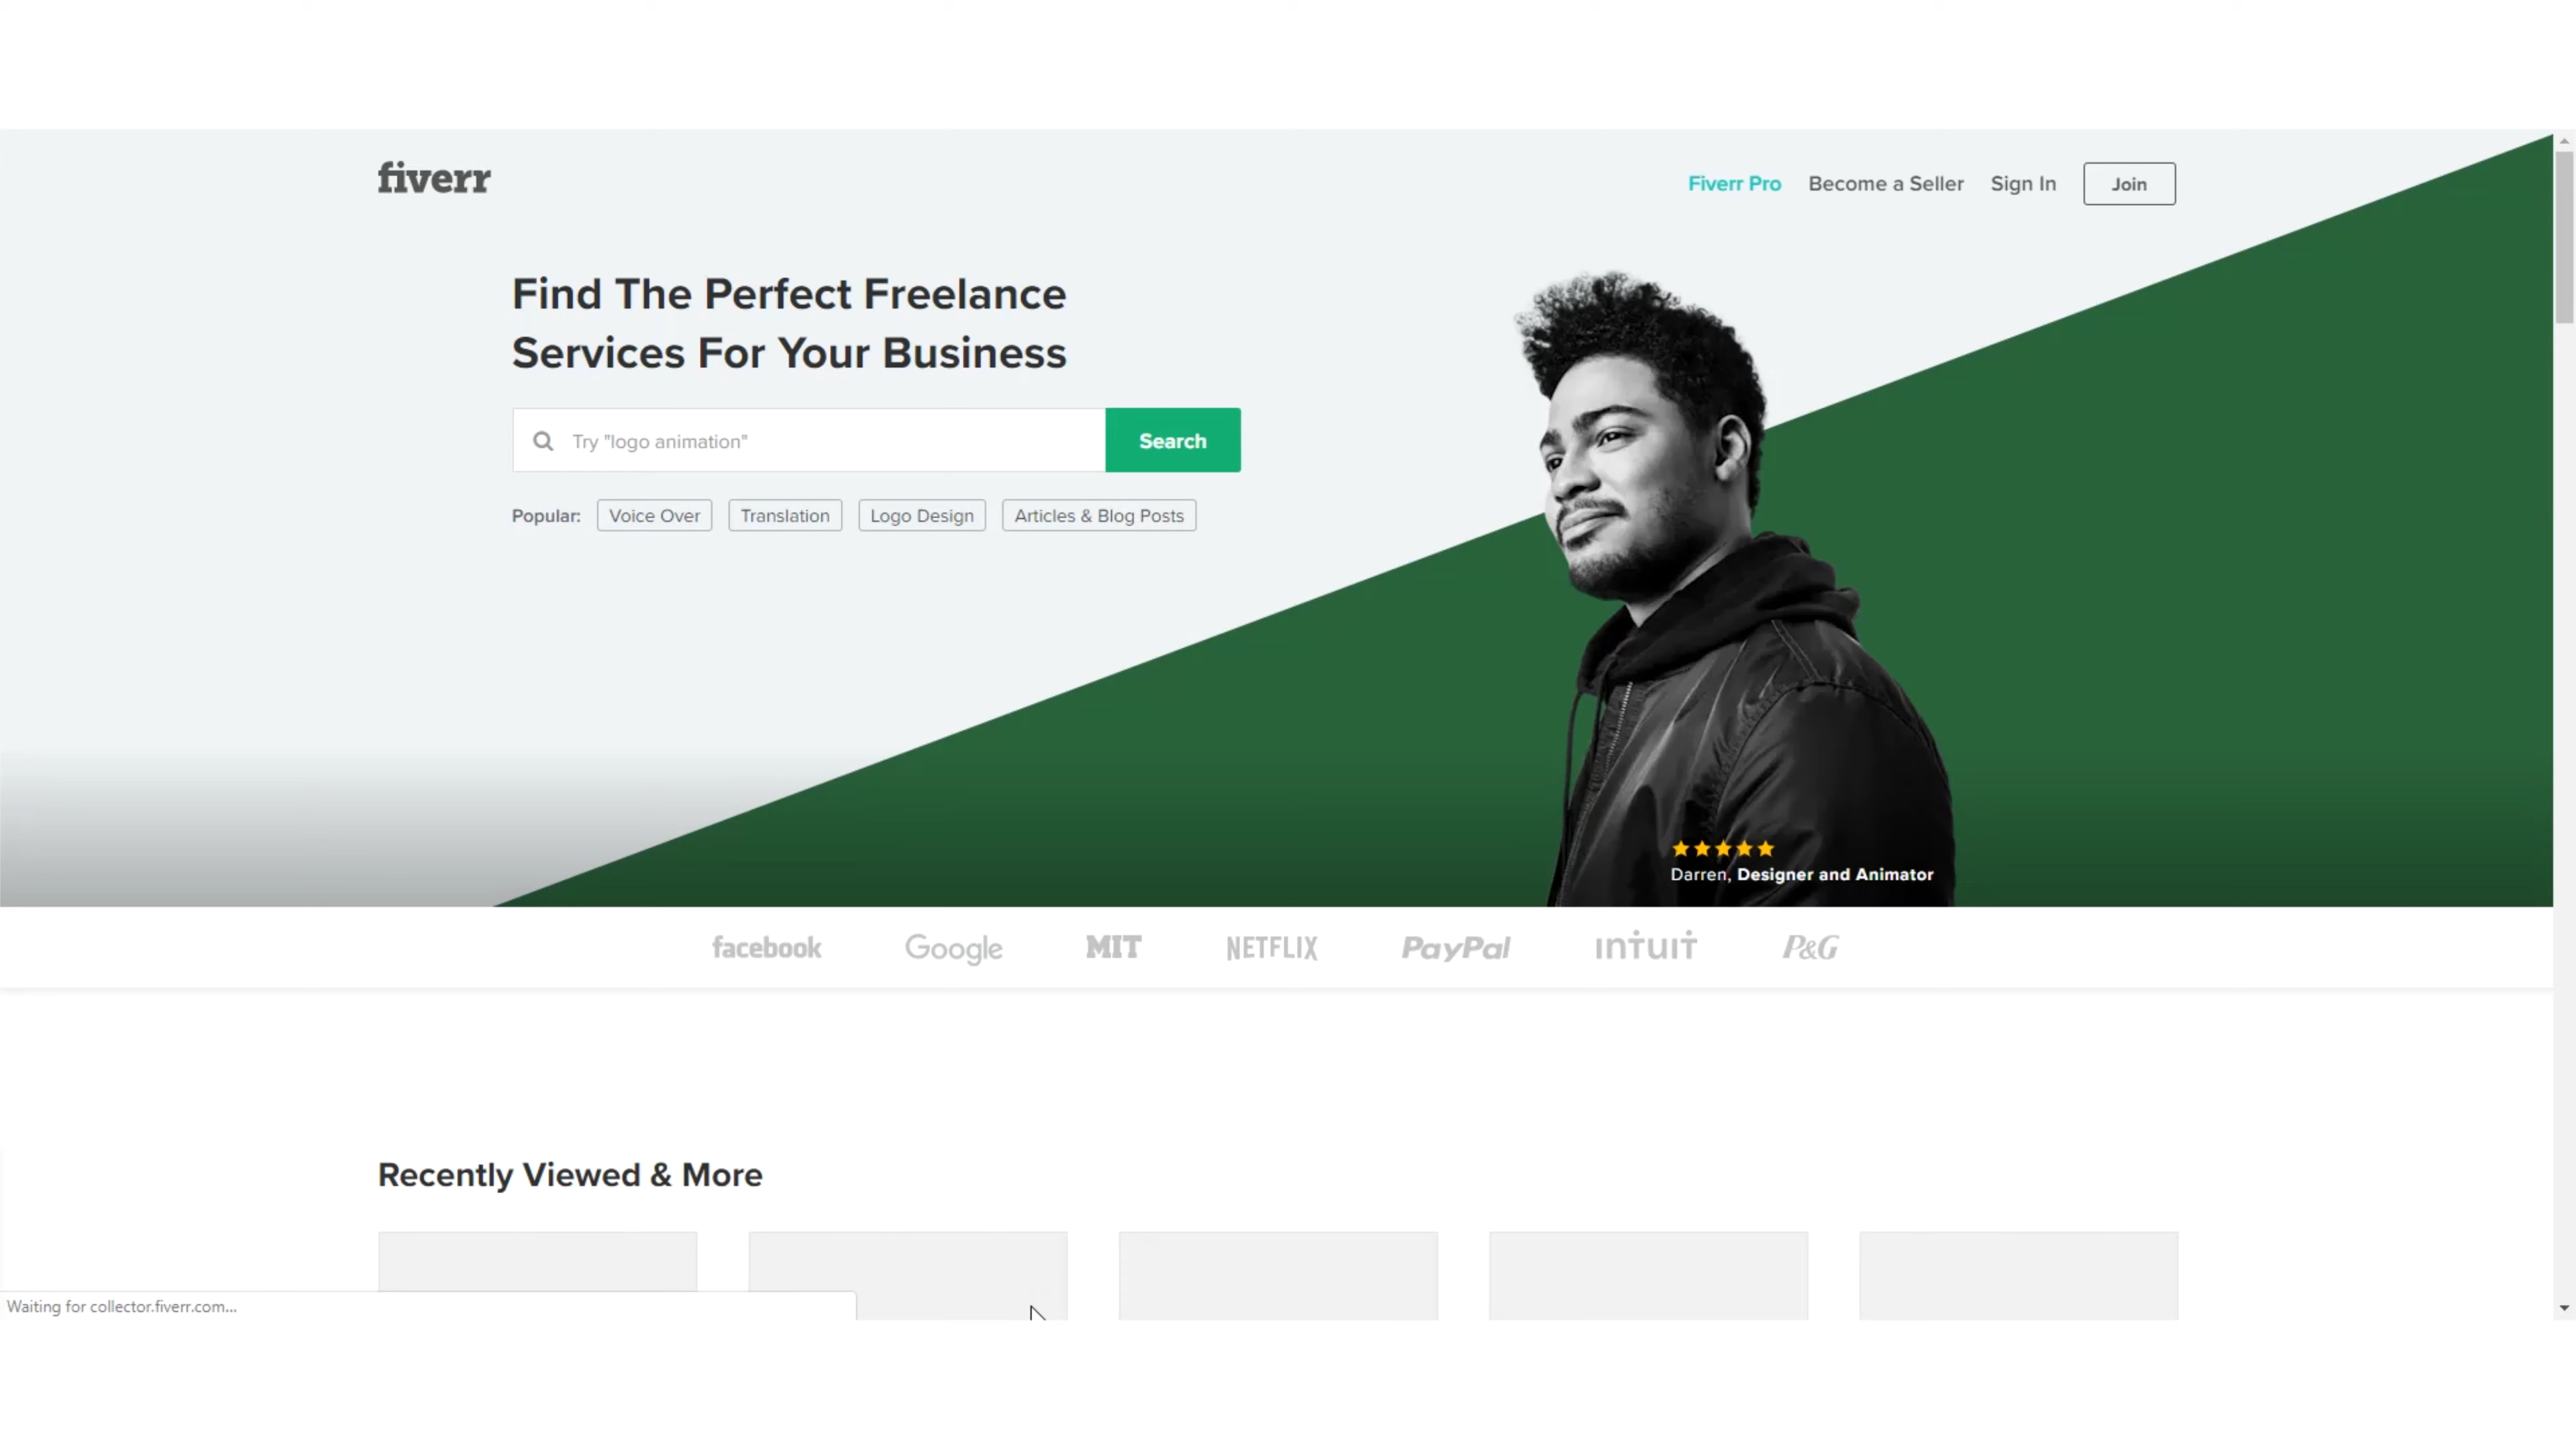 fiverr
Fiverr Pro Become a Seller Sign In Join
Find The Perfect Freelance
Services For Your Business
Try "logo animation" Search
Popular: Voice Over Translation Logo Design Articles & Blog Posts
Darren, Designer and Animator
facebook Google MIT NETFLIX PayPal intuit P&G
Recently Viewed & More
Waiting for collector.fiverr.com...